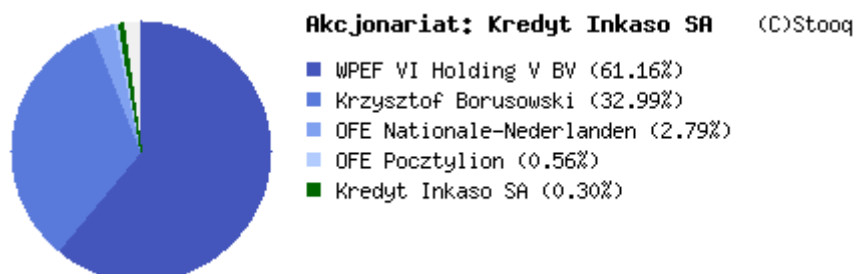 Akcjonariat: Kredyt Inkaso SA (C)Stooq
WPEF VI Holding V BV (61.16%)
Krzysztof Borusowski (32.99%)
OFE Nationale-Nederlanden (2.79%)
OFE Pocztylion (0.56%)
Kredyt Inkaso SA (0.30%)